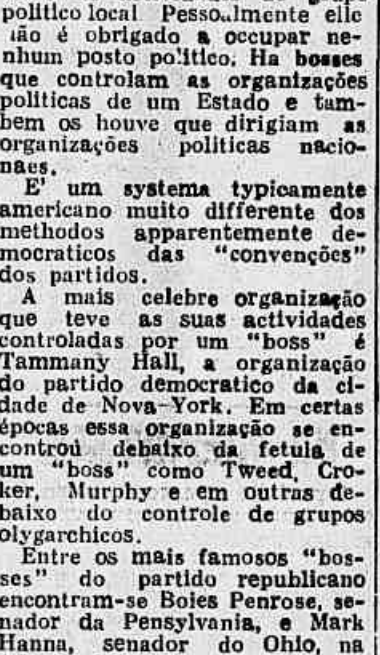 politico local Pessoalmente elle
não é obrigado a occupar ne-
nhum posto politico. Ha bosses
que controlam as organizações
politicas de um Estado e tam-
bem os houve que dirigiam as
organizações politicas nacio-
naes.
E' um systema typicamente
americano muito differente dos
methodos apparentemente de-
mocraticos das "convenções"
dos partidos.
A mais celebre organização
que teve as suas actividades
controladas por um "boss" é
Tammany Hall, a organização
do partido democratico da ci-
dade de Nova-York. Em certas
épocas essa organização se en-
controu debaixo da fetula de
um "boss" como Tweed, Cro-
ker, Murphy e em outras de-
baixo do controle de grupos
olygarchicos.
Entre os mais famosos "bos-
ses" do partido republicano
encontram-se Boies Penrose, se-
nador da Pensylvania, e Mark
Hanna, senador do Ohio, na